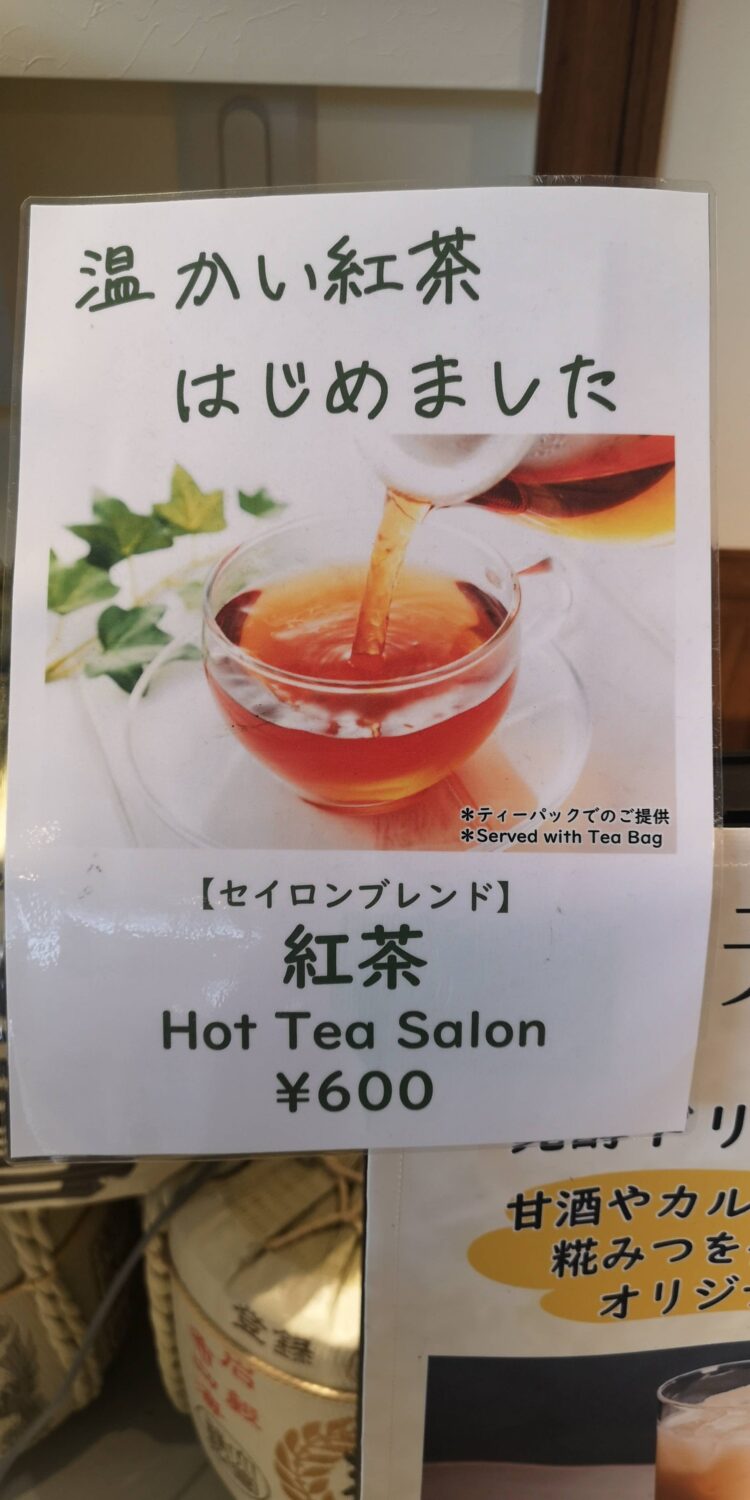 温かい紅茶
はじめました
*ティーパックでのご提供
*Served with Tea Bag
【セイロンブレンド】
紅茶
Hot Tea Salon
¥600
甘酒やカル
糀みつを
オリジ
登録